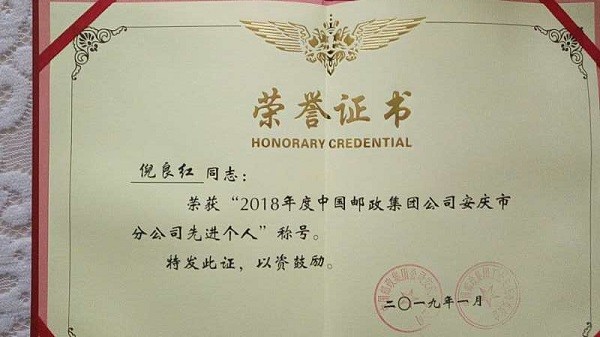 荣誉证书
HONORARY CREDENTIAL
倪良红 同志：
荣获“2018年度中国邮政集团公司安庆市
分公司先进个人”称号。
特发此证，以资鼓励。
二〇一九年一月